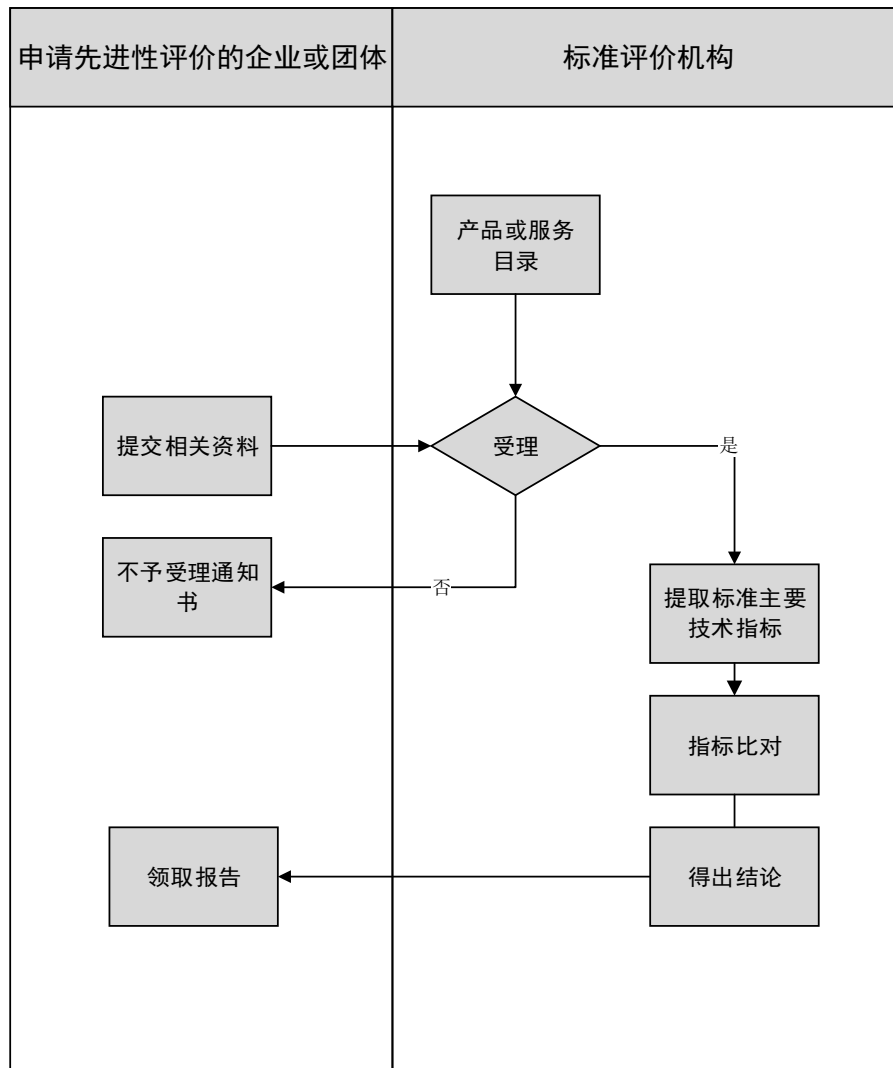 申请先进性评价的企业或团体
标准评价机构
产品或服务
目录
提交相关资料
受理
是
不予受理通知
书
否
提取标准主要
技术指标
指标比对
领取报告
得出结论